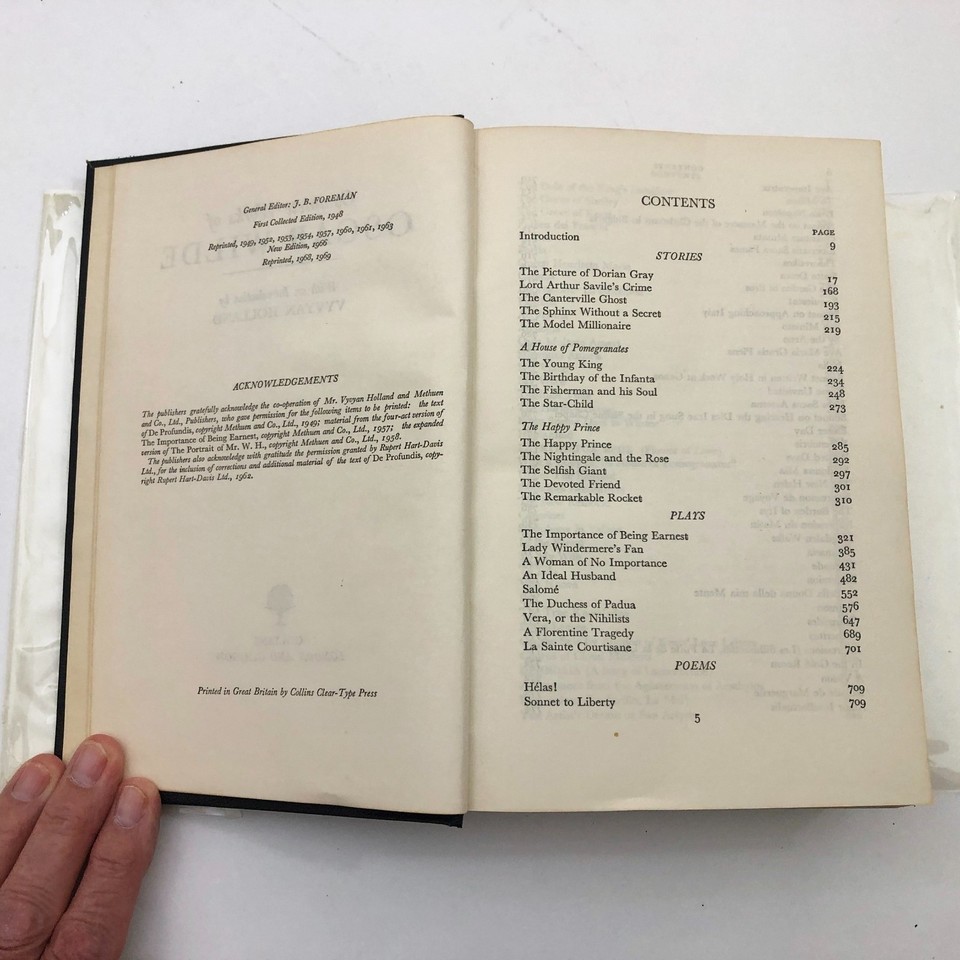 General Editor: J. B. FOREMAN
First Collected Edition, 1948
Reprinted, 1949, 1952, 1953, 1954, 1957, 1960, 1961, 1963
New Edition, 1966
Reprinted, 1968, 1969
ACKNOWLEDGEMENTS
The publishers gratefully acknowledge the co-operation of Mr. Vyvyan Holland and Methuen
and Co., Ltd., Publishers, who gave permission for the following items to be printed: the text
of De Profundis, copyright Methuen and Co., Ltd., 1949; material from the four-act version of
The Importance of Being Earnest, copyright Methuen and Co., Ltd., 1957; the expanded
version of The Portrait of Mr. W. H., copyright Methuen and Co., Ltd., 1958.
The publishers also acknowledge with gratitude the permission granted by Rupert Hart-Davis
Ltd., for the inclusion of corrections and additional material of the text of De Profundis, copy-
right Rupert Hart-Davis Ltd., 1962.
Printed in Great Britain by Collins Clear-Type Press
CONTENTS
PAGE
Introduction 9
STORIES
The Picture of Dorian Gray 17
Lord Arthur Savile's Crime 168
The Canterville Ghost 193
The Sphinx Without a Secret 215
The Model Millionaire 219
A House of Pomegranates
The Young King 224
The Birthday of the Infanta 234
The Fisherman and his Soul 248
The Star-Child 273
The Happy Prince
The Happy Prince 285
The Nightingale and the Rose 292
The Selfish Giant 297
The Devoted Friend 301
The Remarkable Rocket 310
PLAYS
The Importance of Being Earnest 321
Lady Windermere's Fan 385
A Woman of No Importance 431
An Ideal Husband 482
Salomé 552
The Duchess of Padua 576
Vera, or the Nihilists 647
A Florentine Tragedy 689
La Sainte Courtisane 701
POEMS
Hélas! 709
Sonnet to Liberty 709
5